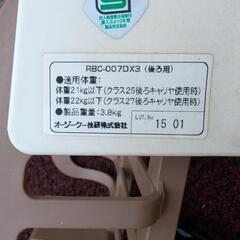 RBC-007DX3（後ろ用）
●適用体重：
体重21kg以下（クラス25後ろキャリヤ使用時）
体重22kg以下（クラス27後ろキャリヤ使用時）
●製品重量：3.8kg
オージーケー技研株式会社
LOT.No
15 01